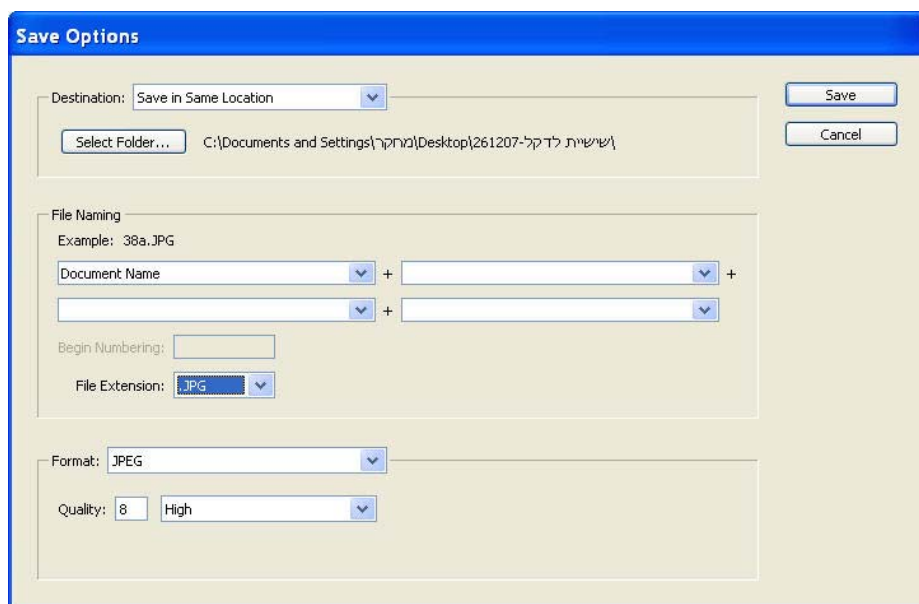 Save Options
Destination: Save in Same Location
Save
Select Folder... C:\Documents and Settings\מחקר\Desktop\261207-שישיית לדקל\
Cancel
File Naming
Example: 38a.JPG
Document Name + +
+
Begin Numbering:
File Extension: .JPG
Format: JPEG
Quality: 8 High